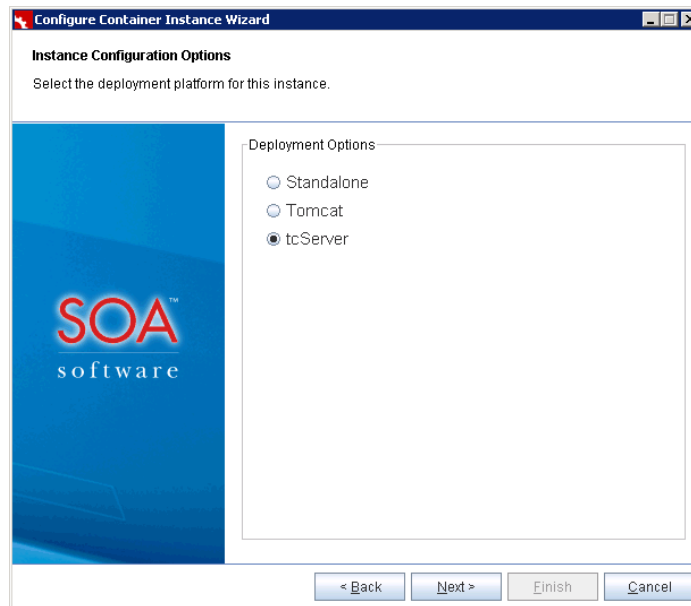 Configure Container Instance Wizard
Instance Configuration Options
Select the deployment platform for this instance.
Deployment Options
Standalone
Tomcat
tcServer
SOA™
software
< Back
Next >
Finish
Cancel